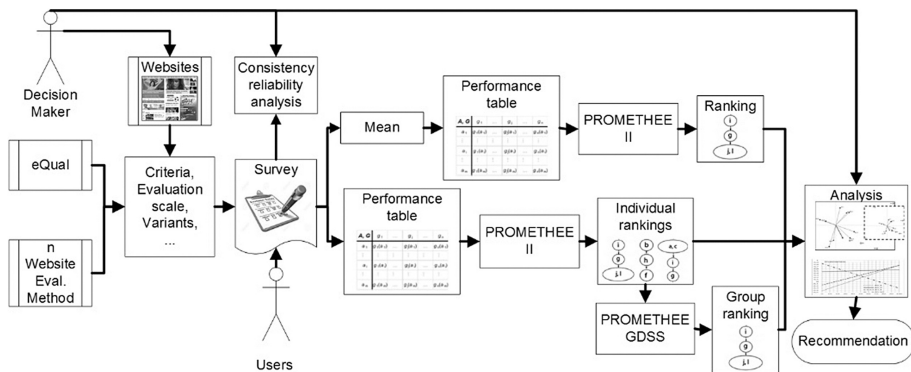 Decision
Maker
Websites
Consistency
reliability
analysis
eQual
n
Website
Eval.
Method
Criteria,
Evaluation
scale,
Variants,
...
Survey
Users
Mean
Performance
table
A, G
PROMETHEE
II
Ranking
i
g
j, l
Performance
table
A, G
PROMETHEE
II
Individual
rankings
i
g
j, l
b
h
f
a, c
i
g
PROMETHEE
GDSS
Group
ranking
i
g
j, l
Analysis
Recommendation